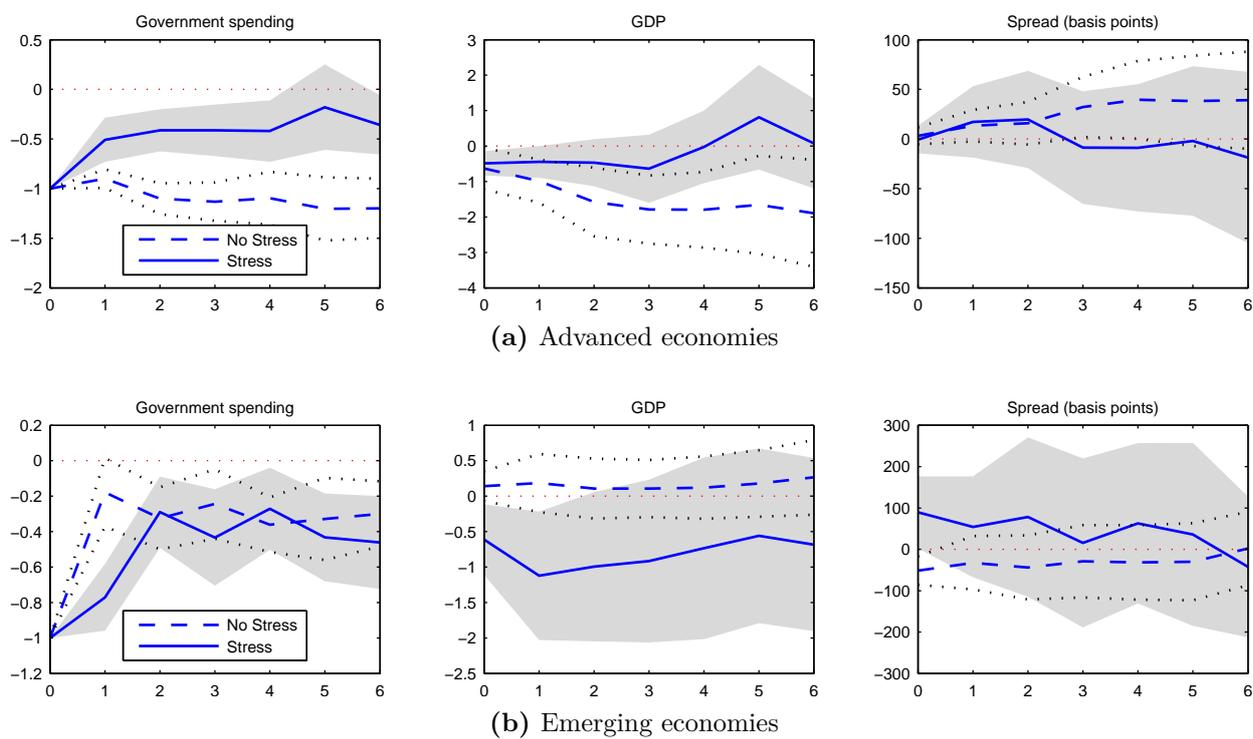 Government spending GDP Spread (basis points)
0.5 3 100
0 2 50
−0.5 1 0
−1 0 −50
−1.5 −1 −100
−2 −2 −150
−3
−4
No Stress
Stress
0 1 2 3 4 5 6 0 1 2 3 4 5 6 0 1 2 3 4 5 6
(a) Advanced economies
Government spending GDP Spread (basis points)
0.2 1 300
0 0.5 200
−0.2 0 100
−0.4 −0.5 0
−0.6 −1 −100
−0.8 −1.5 −200
−1 −2 −300
−1.2 −2.5
No Stress
Stress
0 1 2 3 4 5 6 0 1 2 3 4 5 6 0 1 2 3 4 5 6
(b) Emerging economies